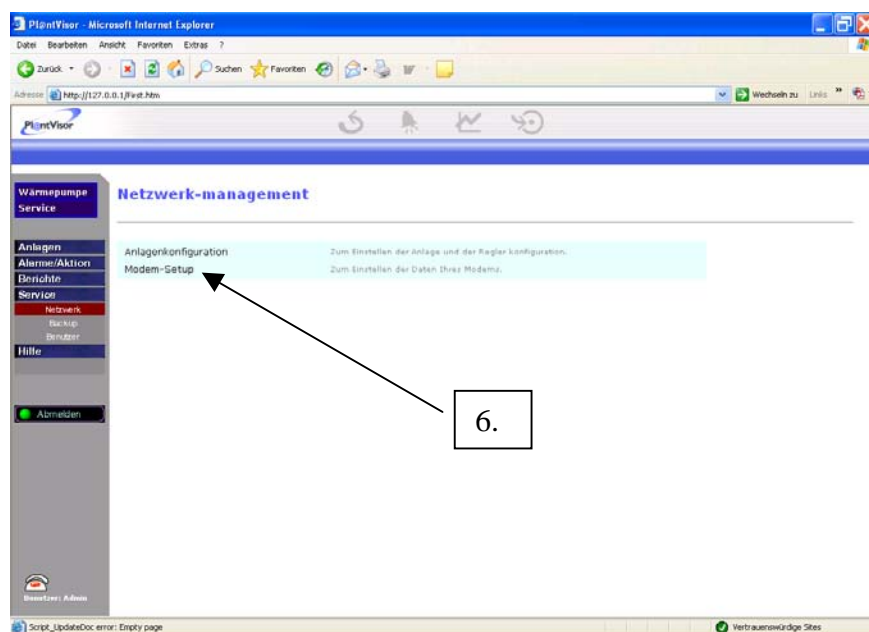 Pl@ntVisor - Microsoft Internet Explorer
Datei Bearbeiten Ansicht Favoriten Extras ?
Zurück Suchen Favoriten
Adresse http://127.0.0.1/First.htm Wechseln zu Links »
PlantVisor
Wärmepumpe
Service
Netzwerk-management
Anlagen
Alarme/Aktion
Berichte
Service
Netzwerk
Backup
Benutzer
Hilfe
Anlagenkonfiguration Zum Einstellen der Anlage und der Regler konfiguration.
Modem-Setup Zum Einstellen der Daten Ihres Modems.
6.
Abmelden
Benutzer: Admin
Script_UpdateDoc error: Empty page Vertrauenswürdige Sites